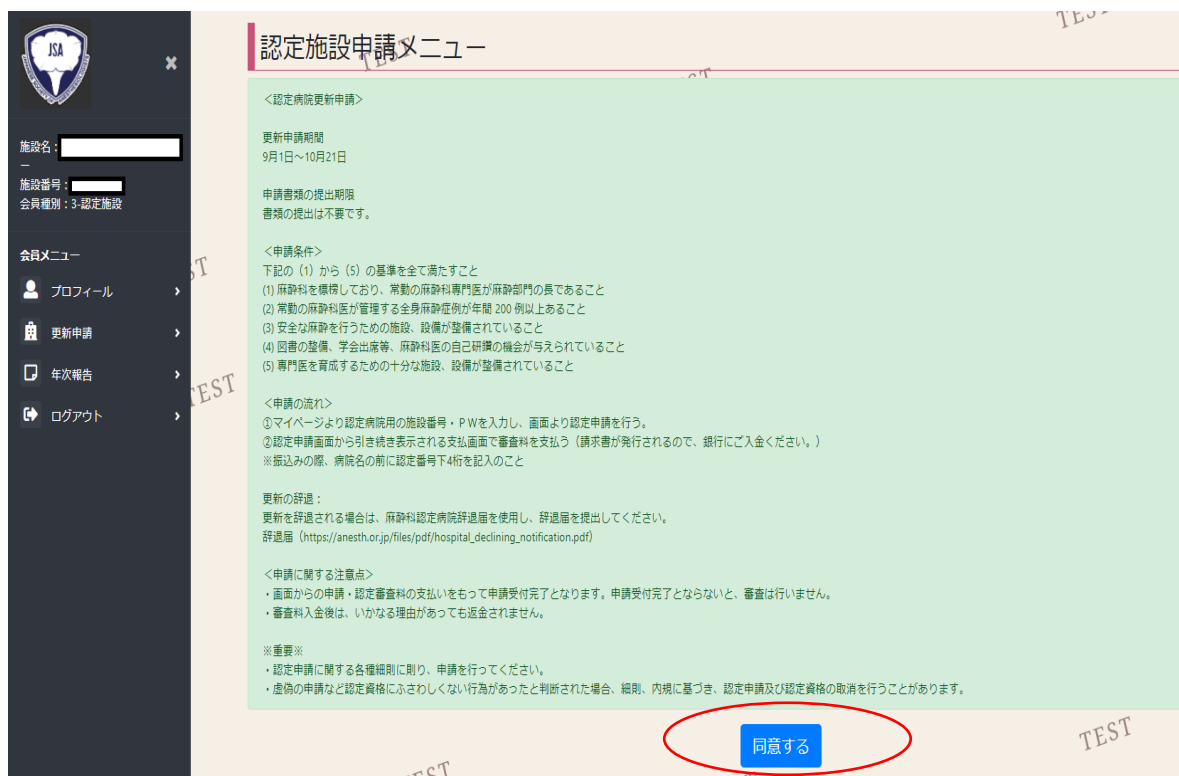 TEST
JSA
認定施設申請メニュー
TEST
TEST
施設名：
ー
施設番号：
会員種別：3-認定施設
会員メニュー
プロフィール
更新申請
年次報告
ログアウト
＜認定病院更新申請＞
更新申請期間
9月1日～10月21日
申請書類の提出期限
書類の提出は不要です。
＜申請条件＞
下記の（1）から（5）の基準を全て満たすこと
(1) 麻酔科を標榜しており、常勤の麻酔科専門医が麻酔部門の長であること
(2) 常勤の麻酔科医が管理する全身麻酔症例が年間 200 例以上あること
(3) 安全な麻酔を行うための施設、設備が整備されていること
(4) 図書の整備、学会出席等、麻酔科医の自己研鑽の機会が与えられていること
(5) 専門医を育成するための十分な施設、設備が整備されていること
＜申請の流れ＞
①マイページより認定病院用の施設番号・ＰＷを入力し、画面より認定申請を行う。
②認定申請画面から引き続き表示される支払画面で審査料を支払う（請求書が発行されるので、銀行にご入金ください。）
※振込みの際、病院名の前に認定番号下4桁を記入のこと
更新の辞退：
更新を辞退される場合は、麻酔科認定病院辞退届を使用し、辞退届を提出してください。
辞退届（https://anesth.or.jp/files/pdf/hospital_declining_notification.pdf）
＜申請に関する注意点＞
・画面からの申請・認定審査料の支払いをもって申請受付完了となります。申請受付完了とならないと、審査は行いません。
・審査料入金後は、いかなる理由があっても返金されません。
※重要※
・認定申請に関する各種細則に則り、申請を行ってください。
・虚偽の申請など認定資格にふさわしくない行為があったと判断された場合、細則、内規に基づき、認定申請及び認定資格の取消を行うことがあります。
同意する
TEST
TEST
TEST
TEST